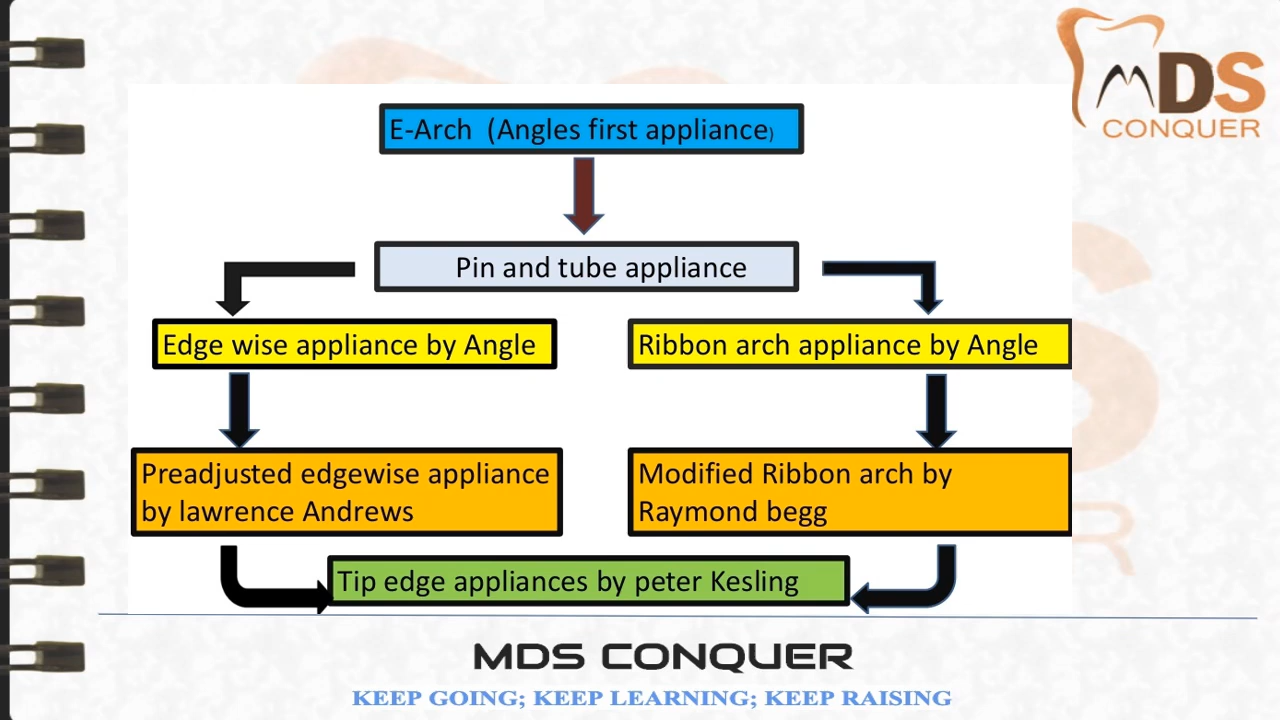 MDS
CONQUER
E-Arch (Angles first appliance)
Pin and tube appliance
Edge wise appliance by Angle
Ribbon arch appliance by Angle
Preadjusted edgewise appliance
by lawrence Andrews
Modified Ribbon arch by
Raymond begg
Tip edge appliances by peter Kesling
MDS CONQUER
KEEP GOING; KEEP LEARNING; KEEP RAISING